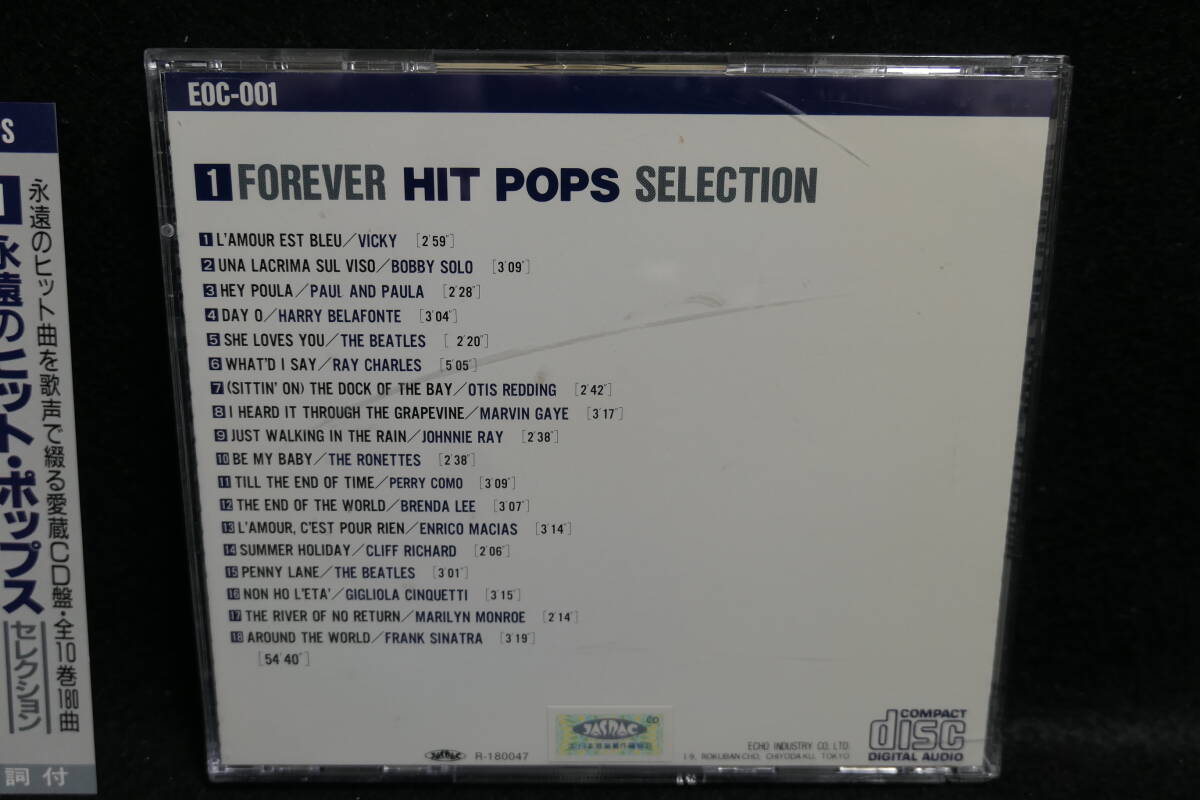 EOC-001
1 FOREVER HIT POPS SELECTION
1 L'AMOUR EST BLEU/VICKY [2'59"]
2 UNA LACRIMA SUL VISO/BOBBY SOLO [3'09"]
3 HEY POULA/PAUL AND PAULA [2'28"]
4 DAY O/HARRY BELAFONTE [3'04"]
5 SHE LOVES YOU/THE BEATLES [2'20"]
6 WHAT'D I SAY/RAY CHARLES [5'05"]
7 (SITTIN' ON) THE DOCK OF THE BAY/OTIS REDDING [2'42"]
8 I HEARD IT THROUGH THE GRAPEVINE/MARVIN GAYE [3'17"]
9 JUST WALKING IN THE RAIN/JOHNNIE RAY [2'38"]
10 BE MY BABY/THE RONETTES [2'38"]
11 TILL THE END OF TIME/PERRY COMO [3'09"]
12 THE END OF THE WORLD/BRENDA LEE [3'07"]
13 L'AMOUR, C'EST POUR RIEN/ENRICO MACIAS [3'14"]
14 SUMMER HOLIDAY/CLIFF RICHARD [2'06"]
15 PENNY LANE/THE BEATLES [3'01"]
16 NON HO L'ETA'/GIGLIOLA CINQUETTI [3'15"]
17 THE RIVER OF NO RETURN/MARILYN MONROE [2'14"]
18 AROUND THE WORLD/FRANK SINATRA [3'19"]
[54'40"]
JASRAC R-180047
JASRAC
ECHO INDUSTRY CO., LTD.
1 9, ROKUBAN CHO, CHIYODA KU, TOKYO
COMPACT
disc
DIGITAL AUDIO
永遠のヒット曲を歌声で綴る愛蔵CD盤・全10巻180曲
永遠のヒット・ポップス
セレクション
詞付